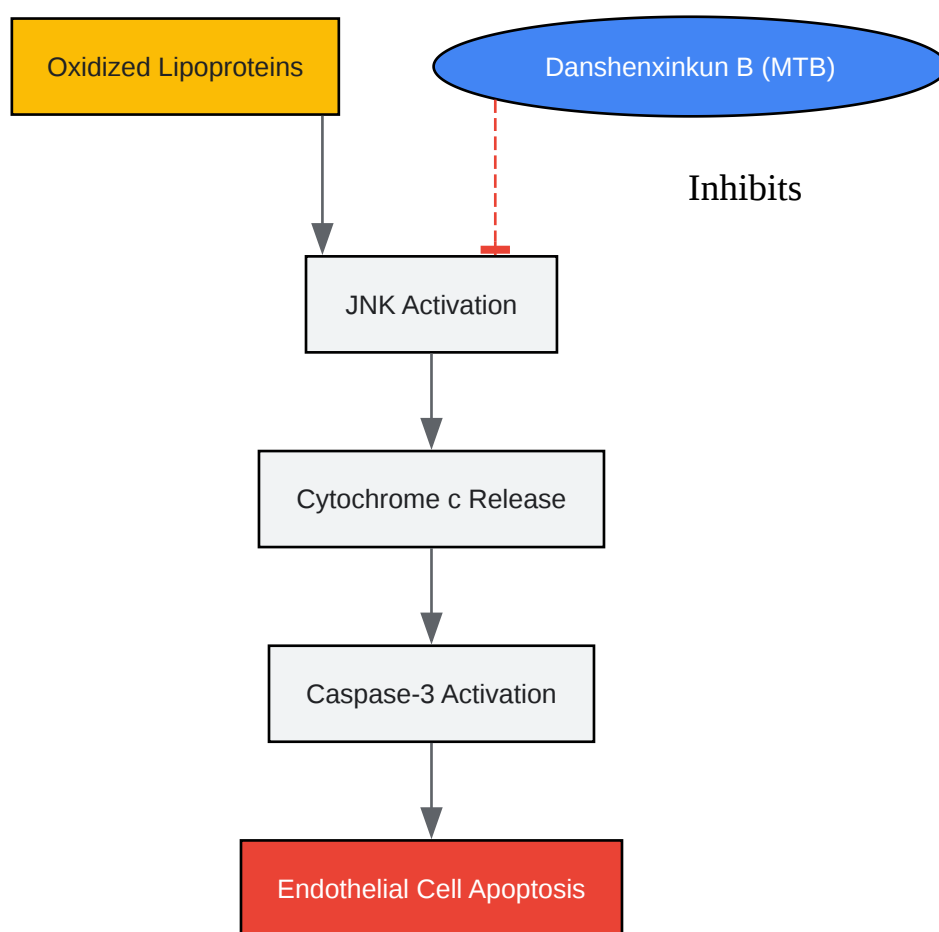 Oxidized Lipoproteins
Danshenxinkun B (MTB)
Inhibits
JNK Activation
Cytochrome c Release
Caspase-3 Activation
Endothelial Cell Apoptosis